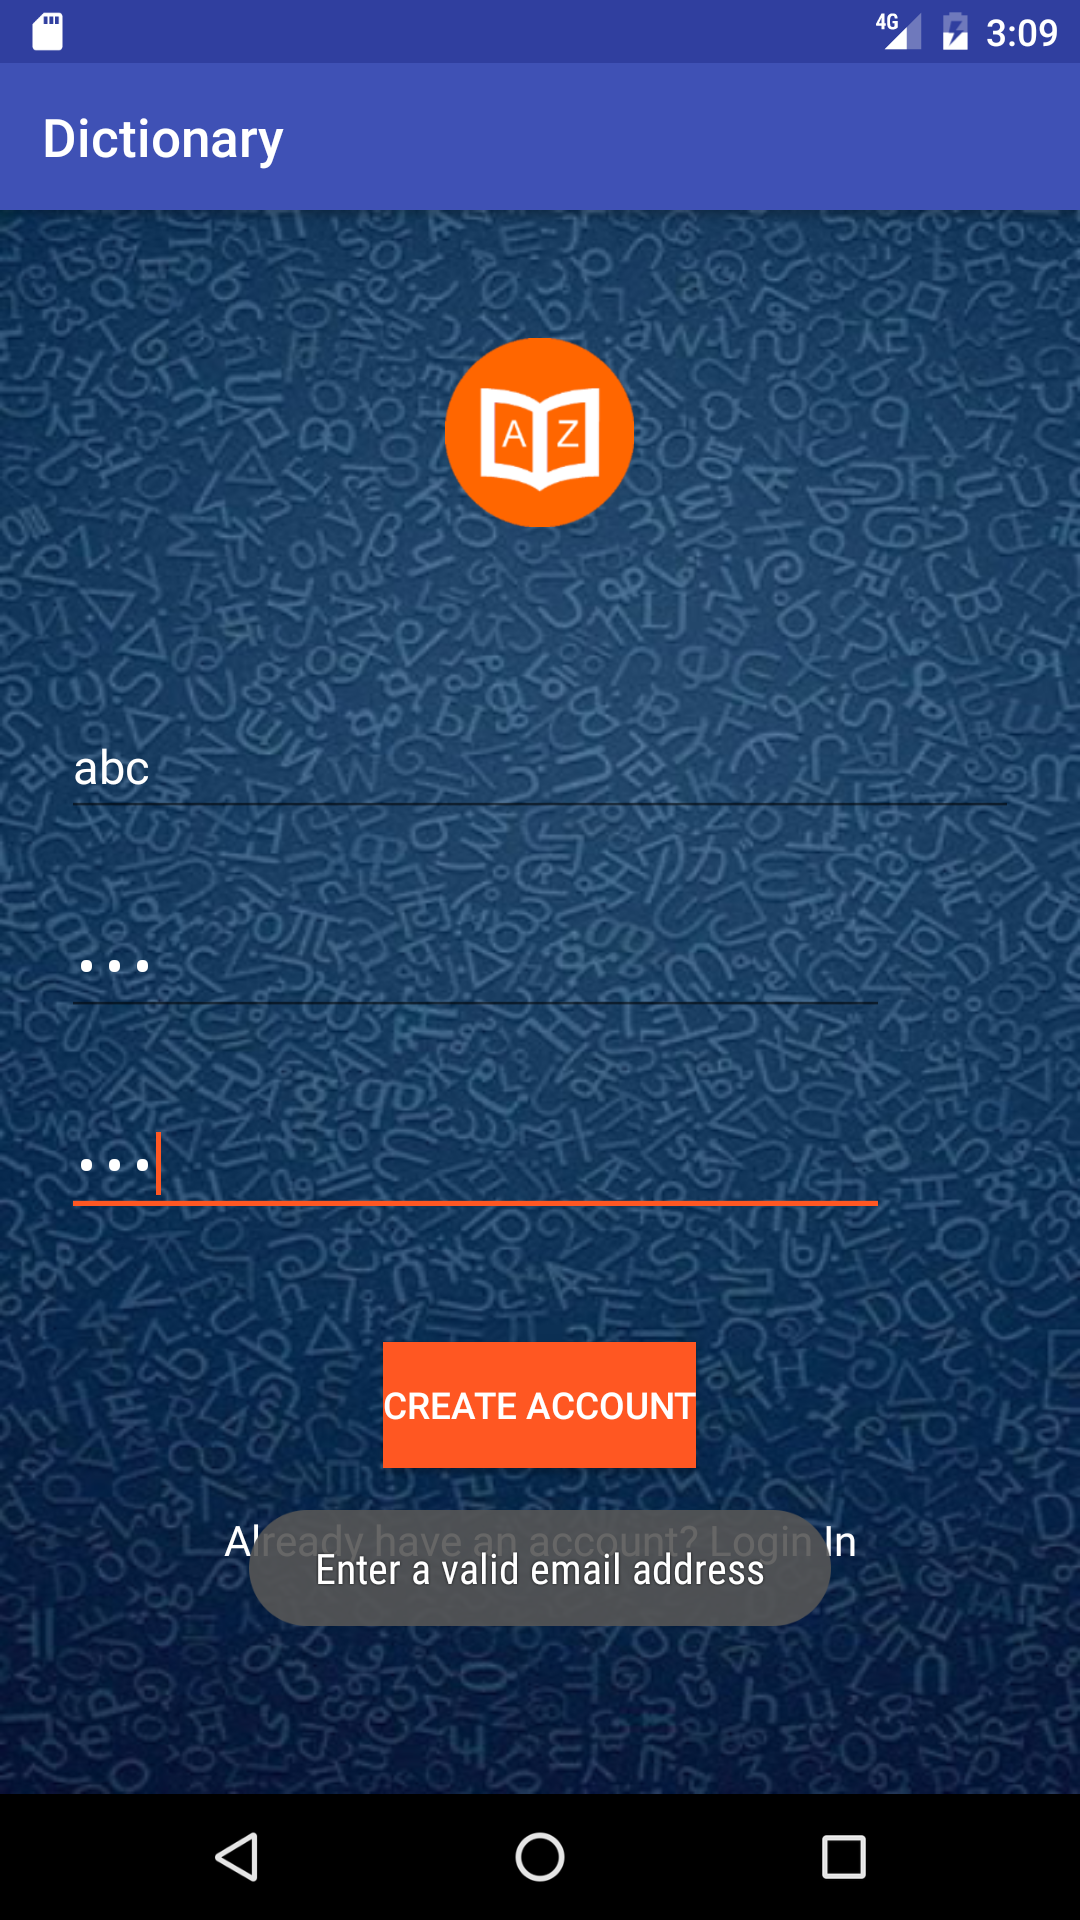 4G 3:09
Dictionary
A Z
abc
•••
•••
CREATE ACCOUNT
Already have an account? Login In
Enter a valid email address